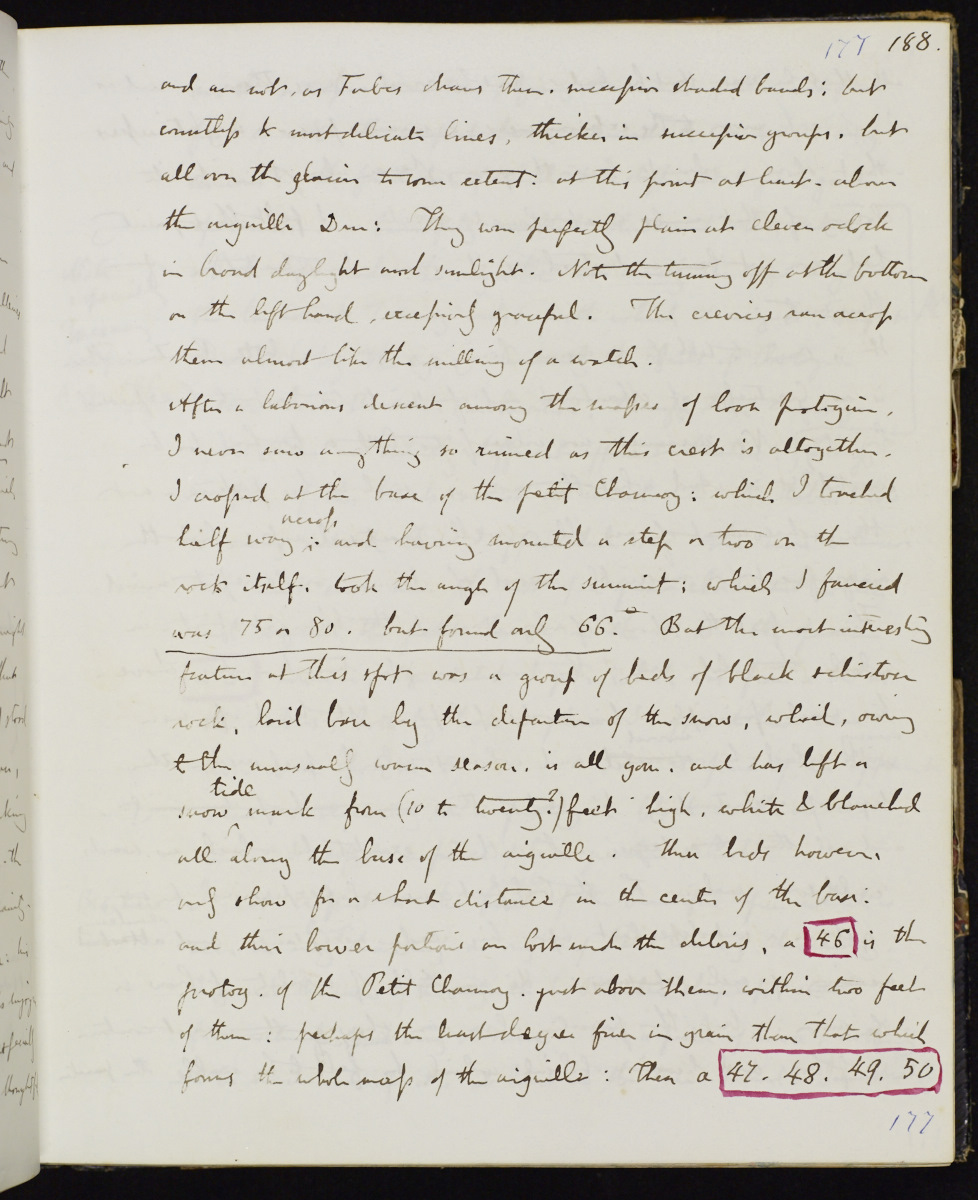 177 188.
and are not, as Forbes draws them. successive shaded bands; but
countless & most delicate lines, thicker in successive groups. but
all over the glacier to some extent: at this point at least - above
the aiguille Dru: They were perfectly plain at eleven oclock
in broad daylight and sunlight. Note the turning off at the bottom
on the left hand, excessively graceful. The crevices ran across
them almost like the milling of a watch.
After a laborious descent among the masses of loose protogine,
I never saw anything so ruined as this crest is altogether.
I crossed at the base of the petit Charmoz; which I touched
across
half way; and having mounted a step or two on the
rock itself. took the angle of the summit; which I fancied
was 75 or 80. but found only 66°. But the most interesting
feature at this spot was a group of beds of black schistose
rock, laid bare by the departure of the snow, which, owing
to the unusually warm season. is all gone. and has left a
tide
snow mark from (10 to twenty?) feet high, white & blanched
all along the base of the aiguille. These beds however,
only show for a short distance in the centre of the base:
and their lower portions are lost under the debris, a 46 is the
protog. of the Petit Charmoz. just above them. within two feet
of them: perhaps the least degree finer in grain than that which
forms the whole mass of the aiguille: Then a 47. 48. 49. 50
177